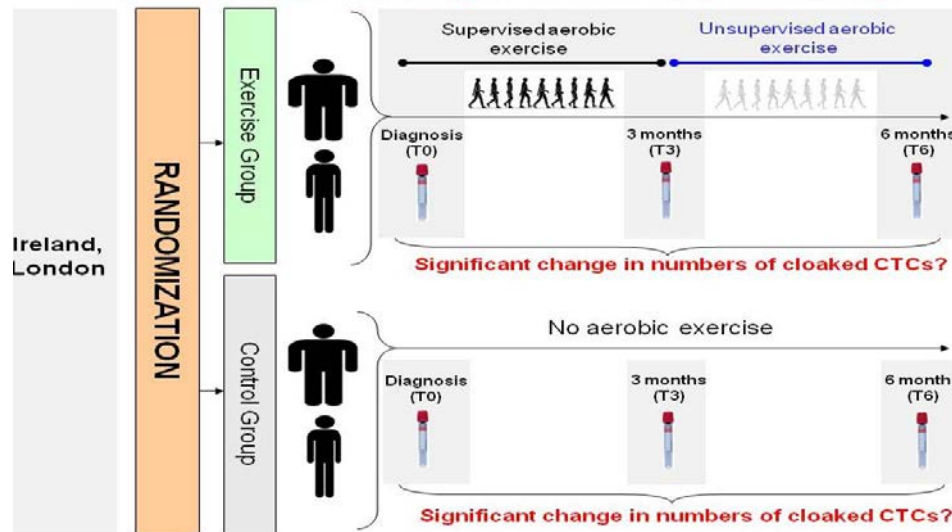 Supervised aerobic
exercise
Unsupervised aerobic
exercise
Exercise Group
Diagnosis
(T0)
3 months
(T3)
6 months
(T6)
RANDOMIZATION
Ireland,
London
Significant change in numbers of cloaked CTCs?
Control Group
No aerobic exercise
Diagnosis
(T0)
3 months
(T3)
6 month
(T6)
Significant change in numbers of cloaked CTCs?